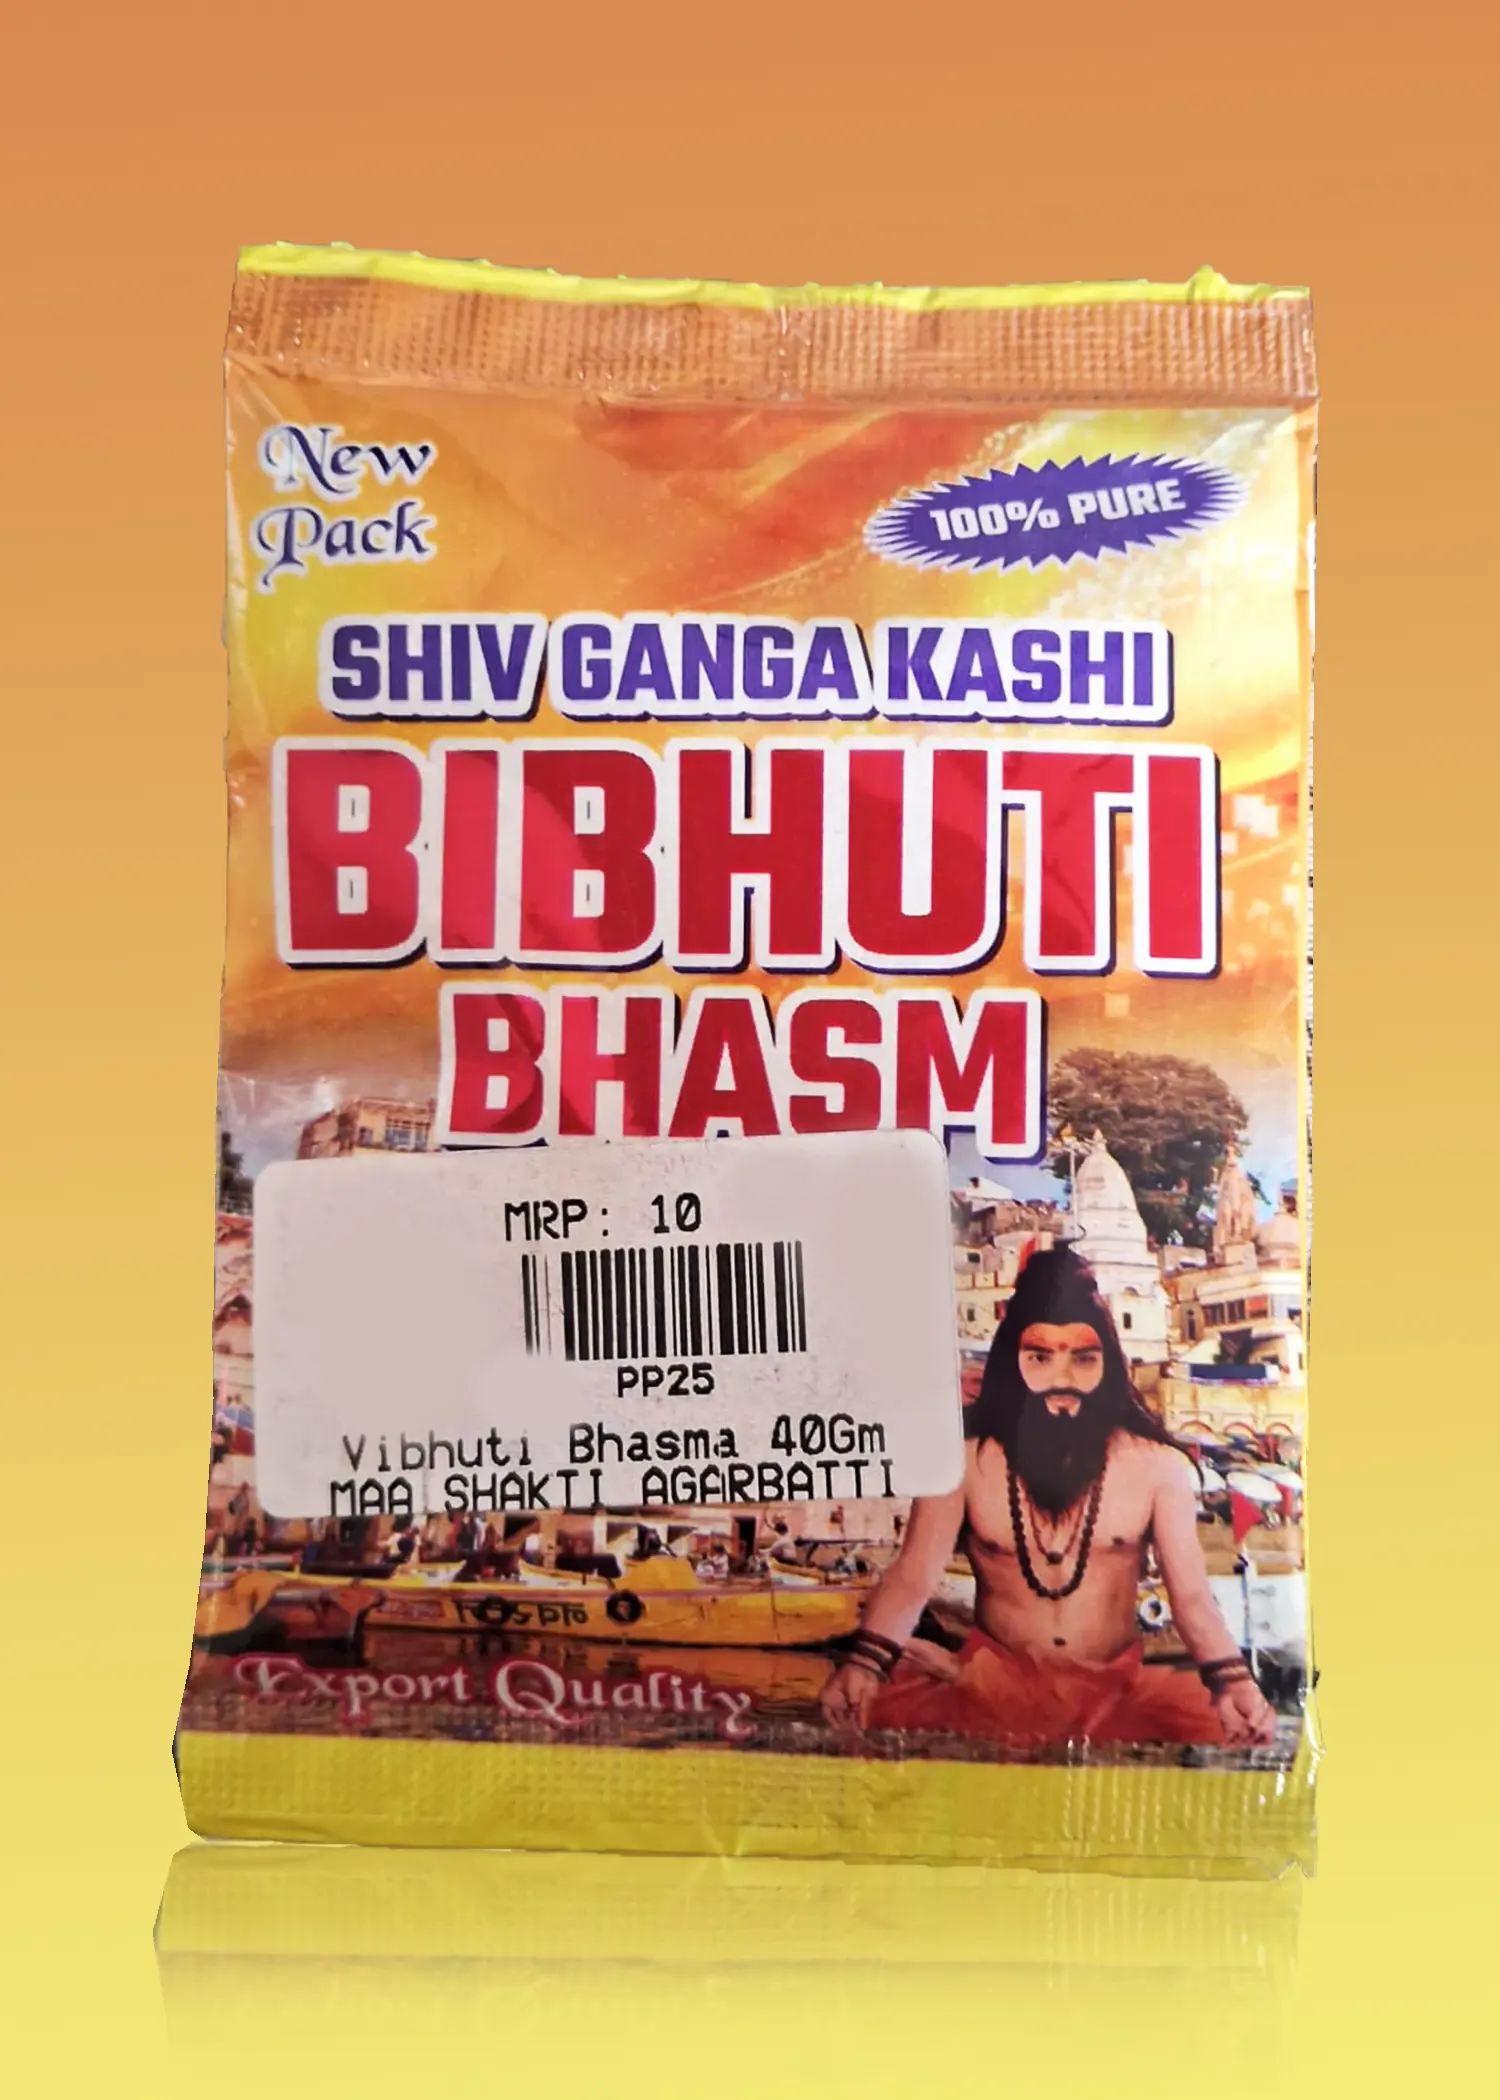 New
Pack
100% PURE
SHIV GANGA KASHI
BIBHUTI
BHASM
MRP: 10
PP25
Vibhuti Bhasma 40Gm
MAA SHAKTI AGARBATTI
Export Quality